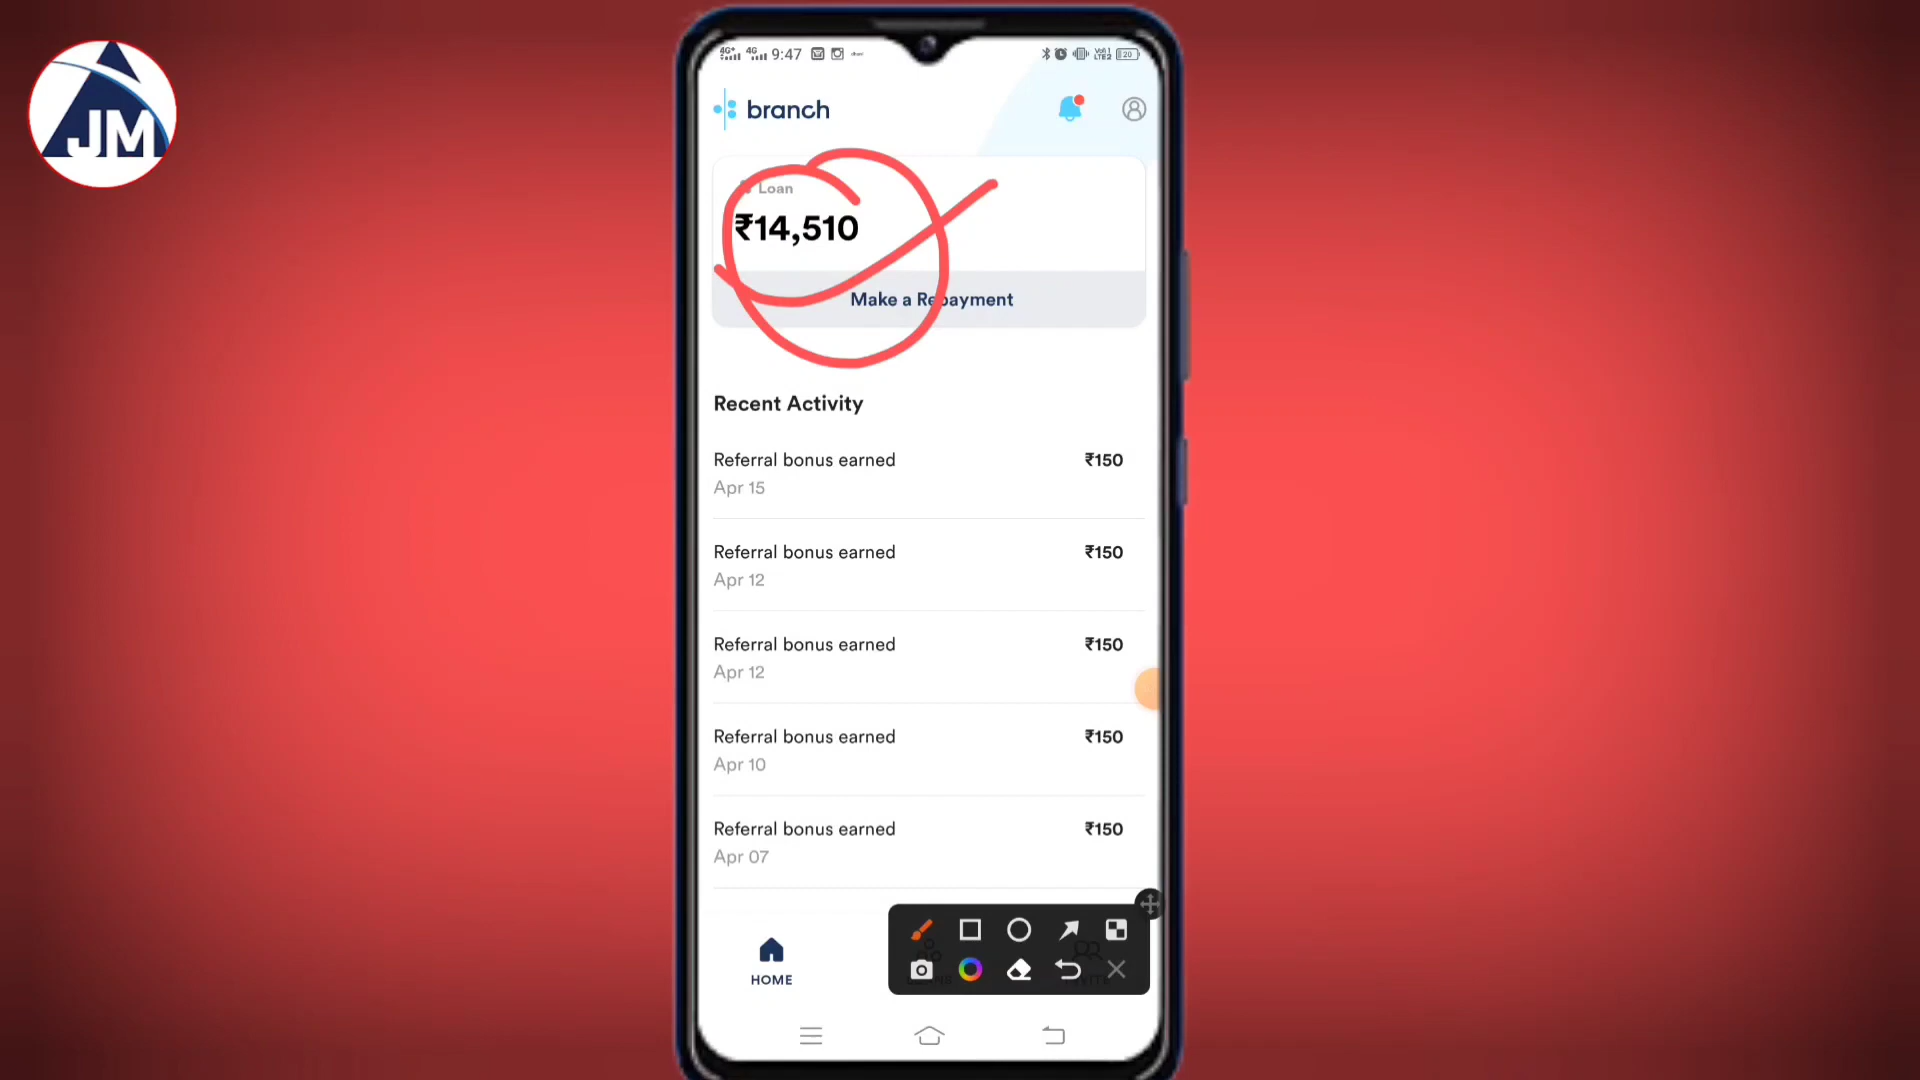 JM
9:47
branch
Loan
₹14,510
Make a Repayment
Recent Activity
Referral bonus earned ₹150
Apr 15
Referral bonus earned ₹150
Apr 12
Referral bonus earned ₹150
Apr 12
Referral bonus earned ₹150
Apr 10
Referral bonus earned ₹150
Apr 07
HOME